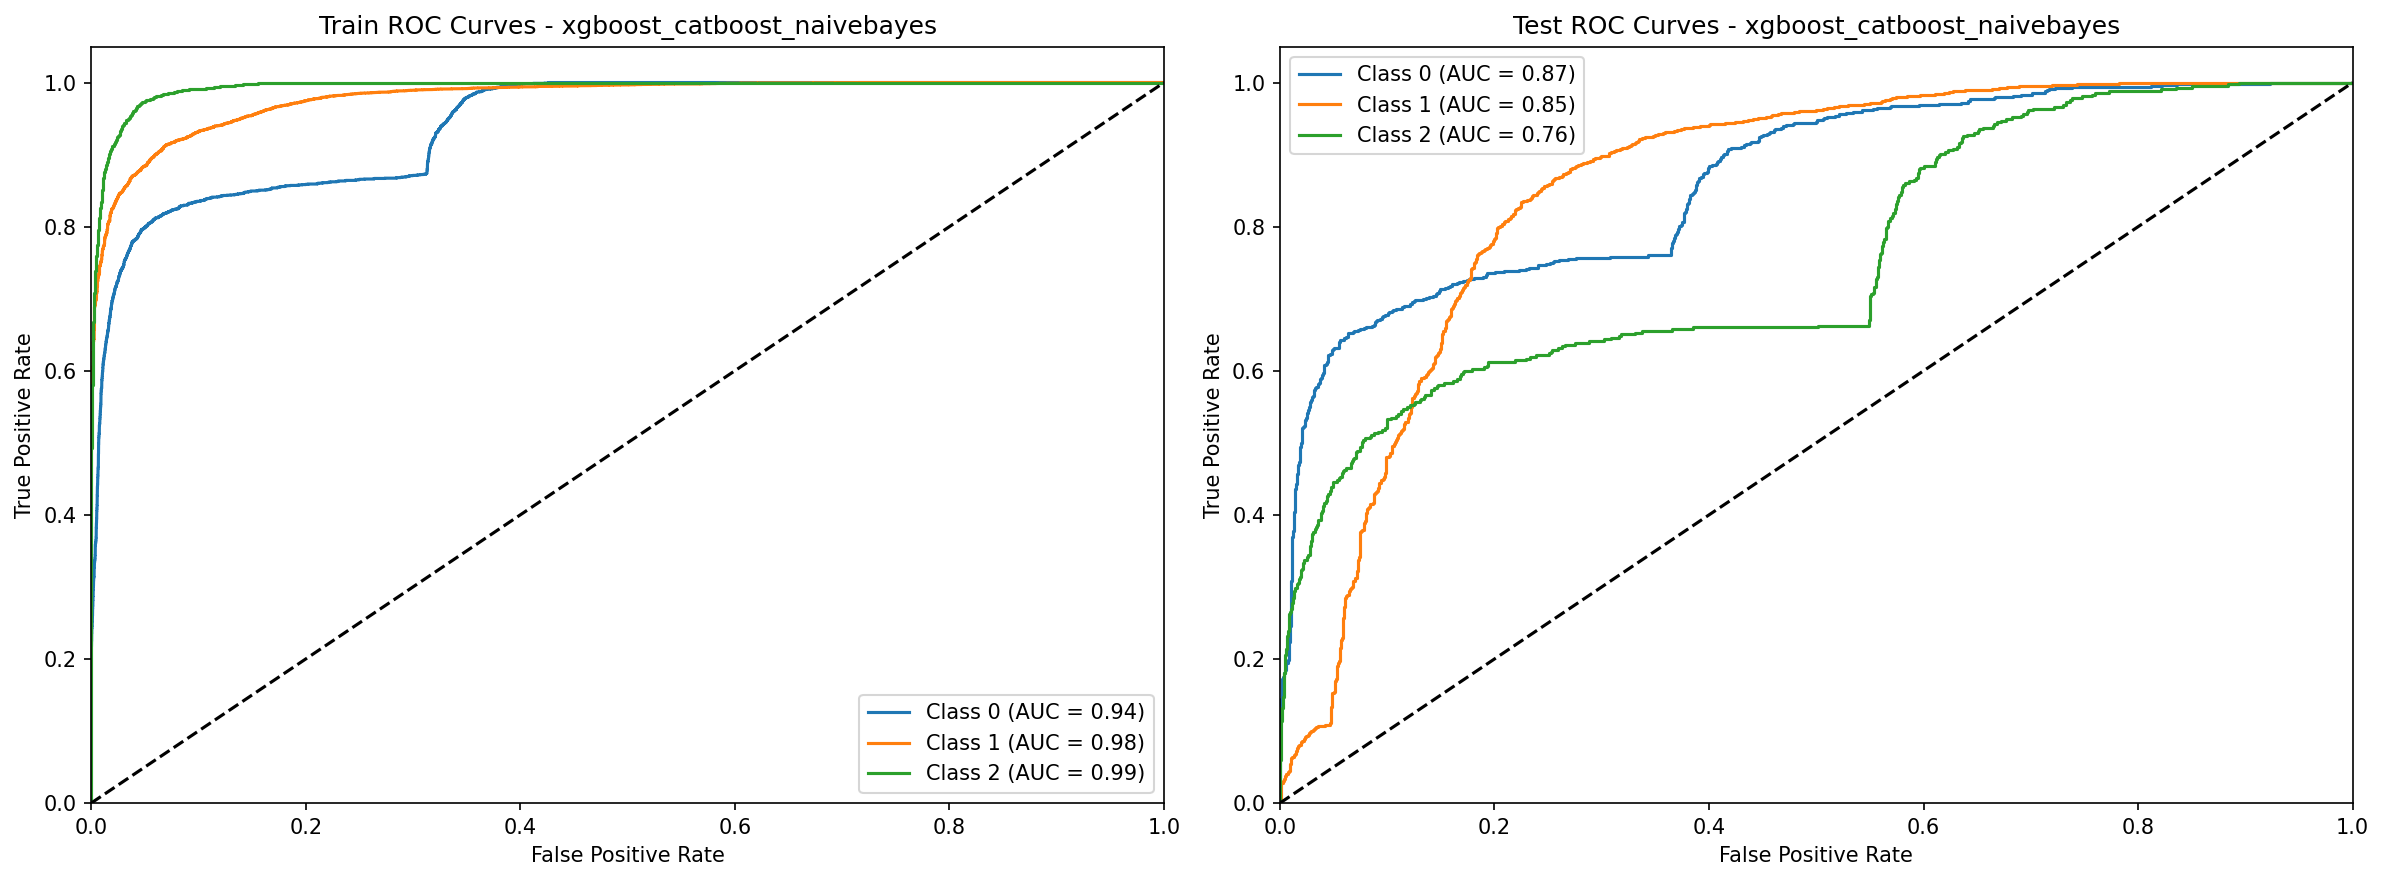 Train ROC Curves - xgboost_catboost_naivebayes
True Positive Rate
1.0
0.8
0.6
0.4
0.2
0.0
Class 0 (AUC = 0.94)
Class 1 (AUC = 0.98)
Class 2 (AUC = 0.99)
0.0 0.2 0.4 0.6 0.8 1.0
False Positive Rate
Test ROC Curves - xgboost_catboost_naivebayes
Class 0 (AUC = 0.87)
Class 1 (AUC = 0.85)
Class 2 (AUC = 0.76)
True Positive Rate
1.0
0.8
0.6
0.4
0.2
0.0
0.0 0.2 0.4 0.6 0.8 1.0
False Positive Rate